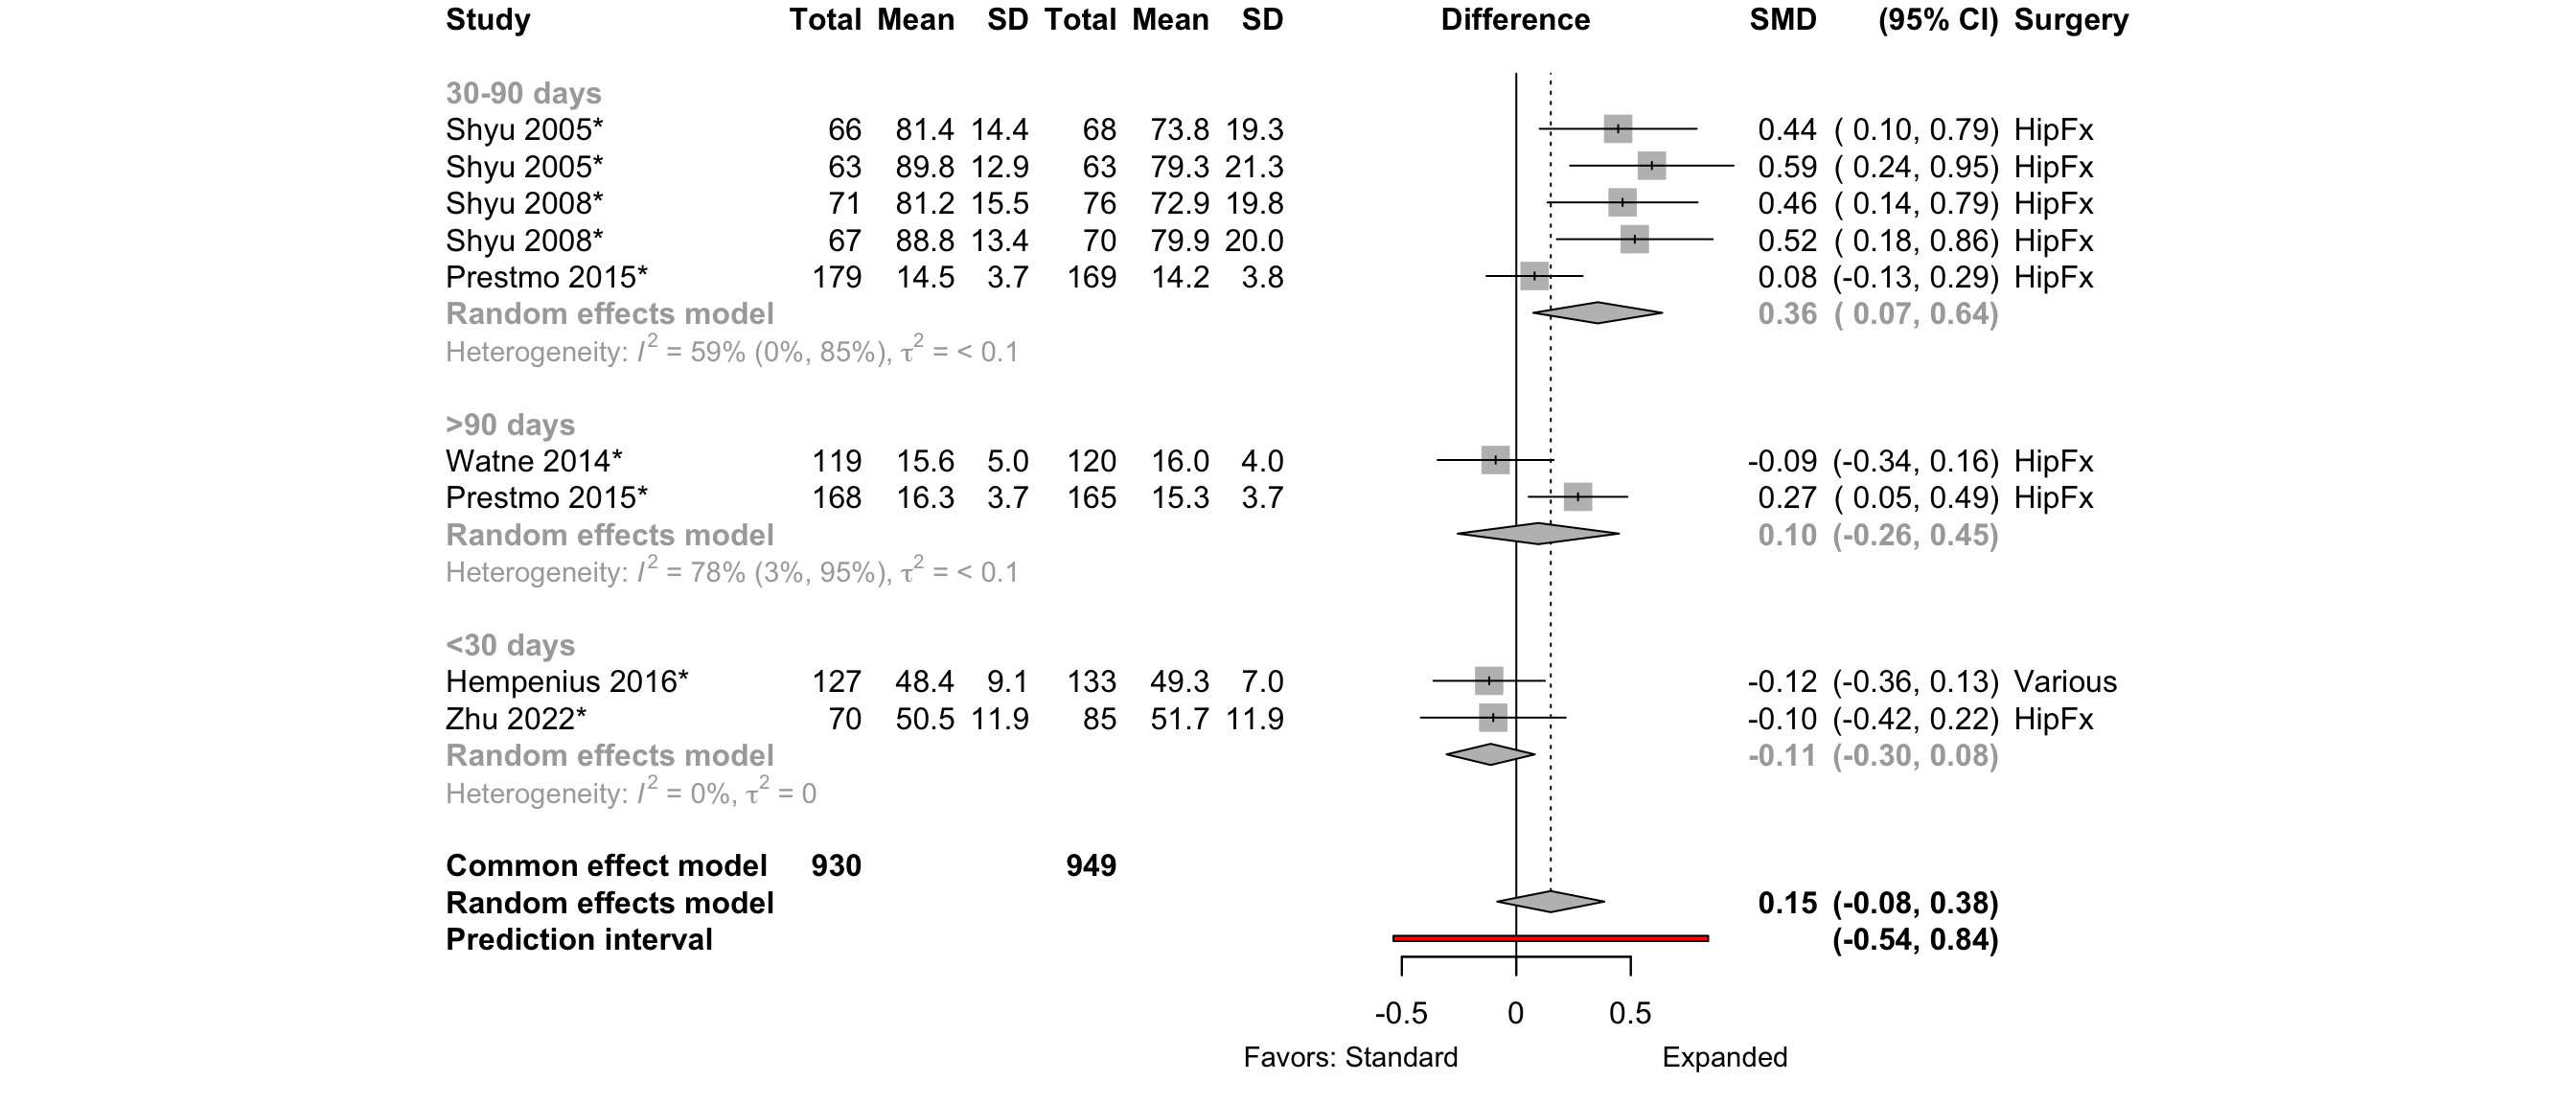 Study Total Mean SD Total Mean SD Difference SMD (95% CI) Surgery
30-90 days
Shyu 2005* 66 81.4 14.4 68 73.8 19.3 0.44 ( 0.10, 0.79) HipFx
Shyu 2005* 63 89.8 12.9 63 79.3 21.3 0.59 ( 0.24, 0.95) HipFx
Shyu 2008* 71 81.2 15.5 76 72.9 19.8 0.46 ( 0.14, 0.79) HipFx
Shyu 2008* 67 88.8 13.4 70 79.9 20.0 0.52 ( 0.18, 0.86) HipFx
Prestmo 2015* 179 14.5 3.7 169 14.2 3.8 0.08 (-0.13, 0.29) HipFx
Random effects model 0.36 ( 0.07, 0.64)
Heterogeneity: I² = 59% (0%, 85%), τ² = < 0.1
>90 days
Watne 2014* 119 15.6 5.0 120 16.0 4.0 -0.09 (-0.34, 0.16) HipFx
Prestmo 2015* 168 16.3 3.7 165 15.3 3.7 0.27 ( 0.05, 0.49) HipFx
Random effects model 0.10 (-0.26, 0.45)
Heterogeneity: I² = 78% (3%, 95%), τ² = < 0.1
<30 days
Hempenius 2016* 127 48.4 9.1 133 49.3 7.0 -0.12 (-0.36, 0.13) Various
Zhu 2022* 70 50.5 11.9 85 51.7 11.9 -0.10 (-0.42, 0.22) HipFx
Random effects model -0.11 (-0.30, 0.08)
Heterogeneity: I² = 0%, τ² = 0
Common effect model 930 949
Random effects model 0.15 (-0.08, 0.38)
Prediction interval (-0.54, 0.84)
-0.5 0 0.5
Favors: Standard Expanded